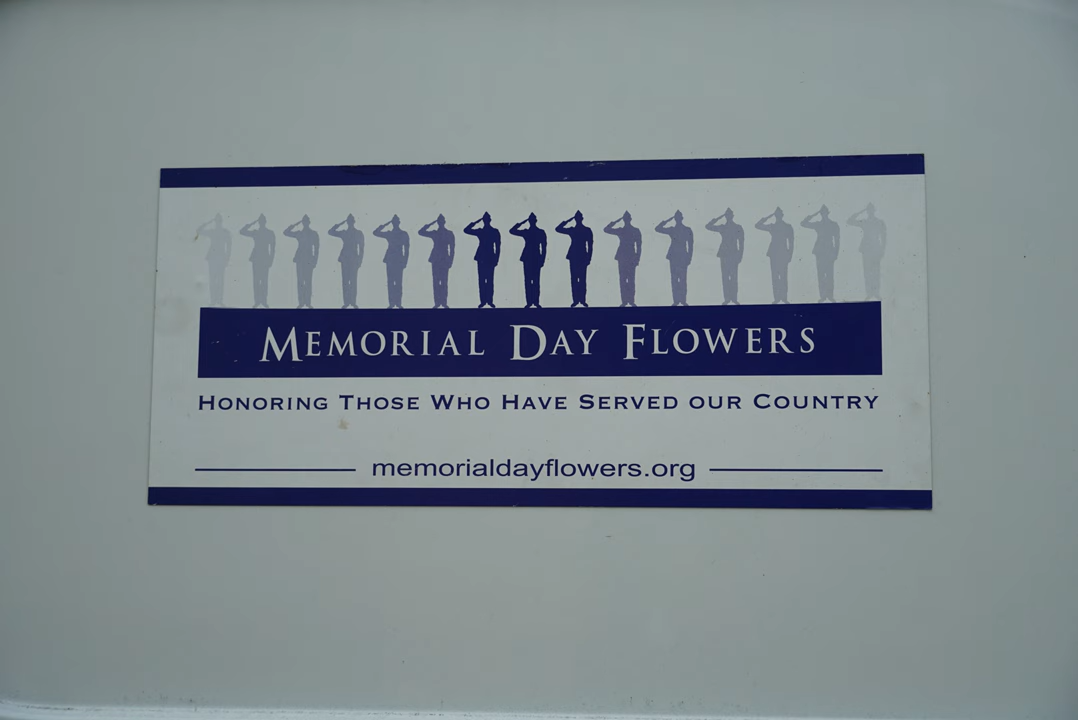 Memorial Day Flowers
Honoring Those Who Have Served our Country
memorialdayflowers.org